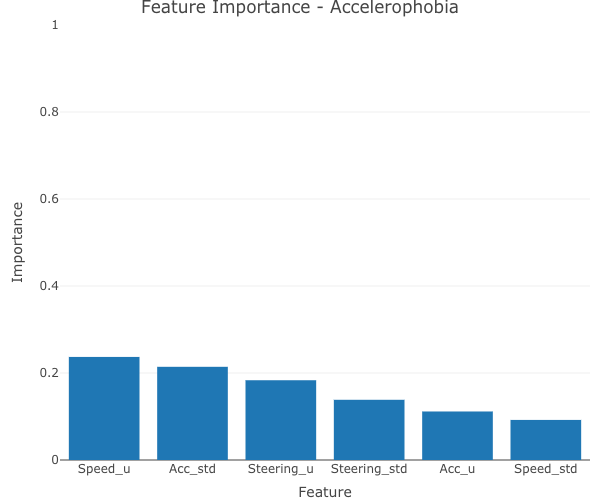 Feature Importance - Accelerophobia
1
0.8
0.6
0.4
0.2
0
Importance
Speed_u Acc_std Steering_u Steering_std Acc_u Speed_std
Feature